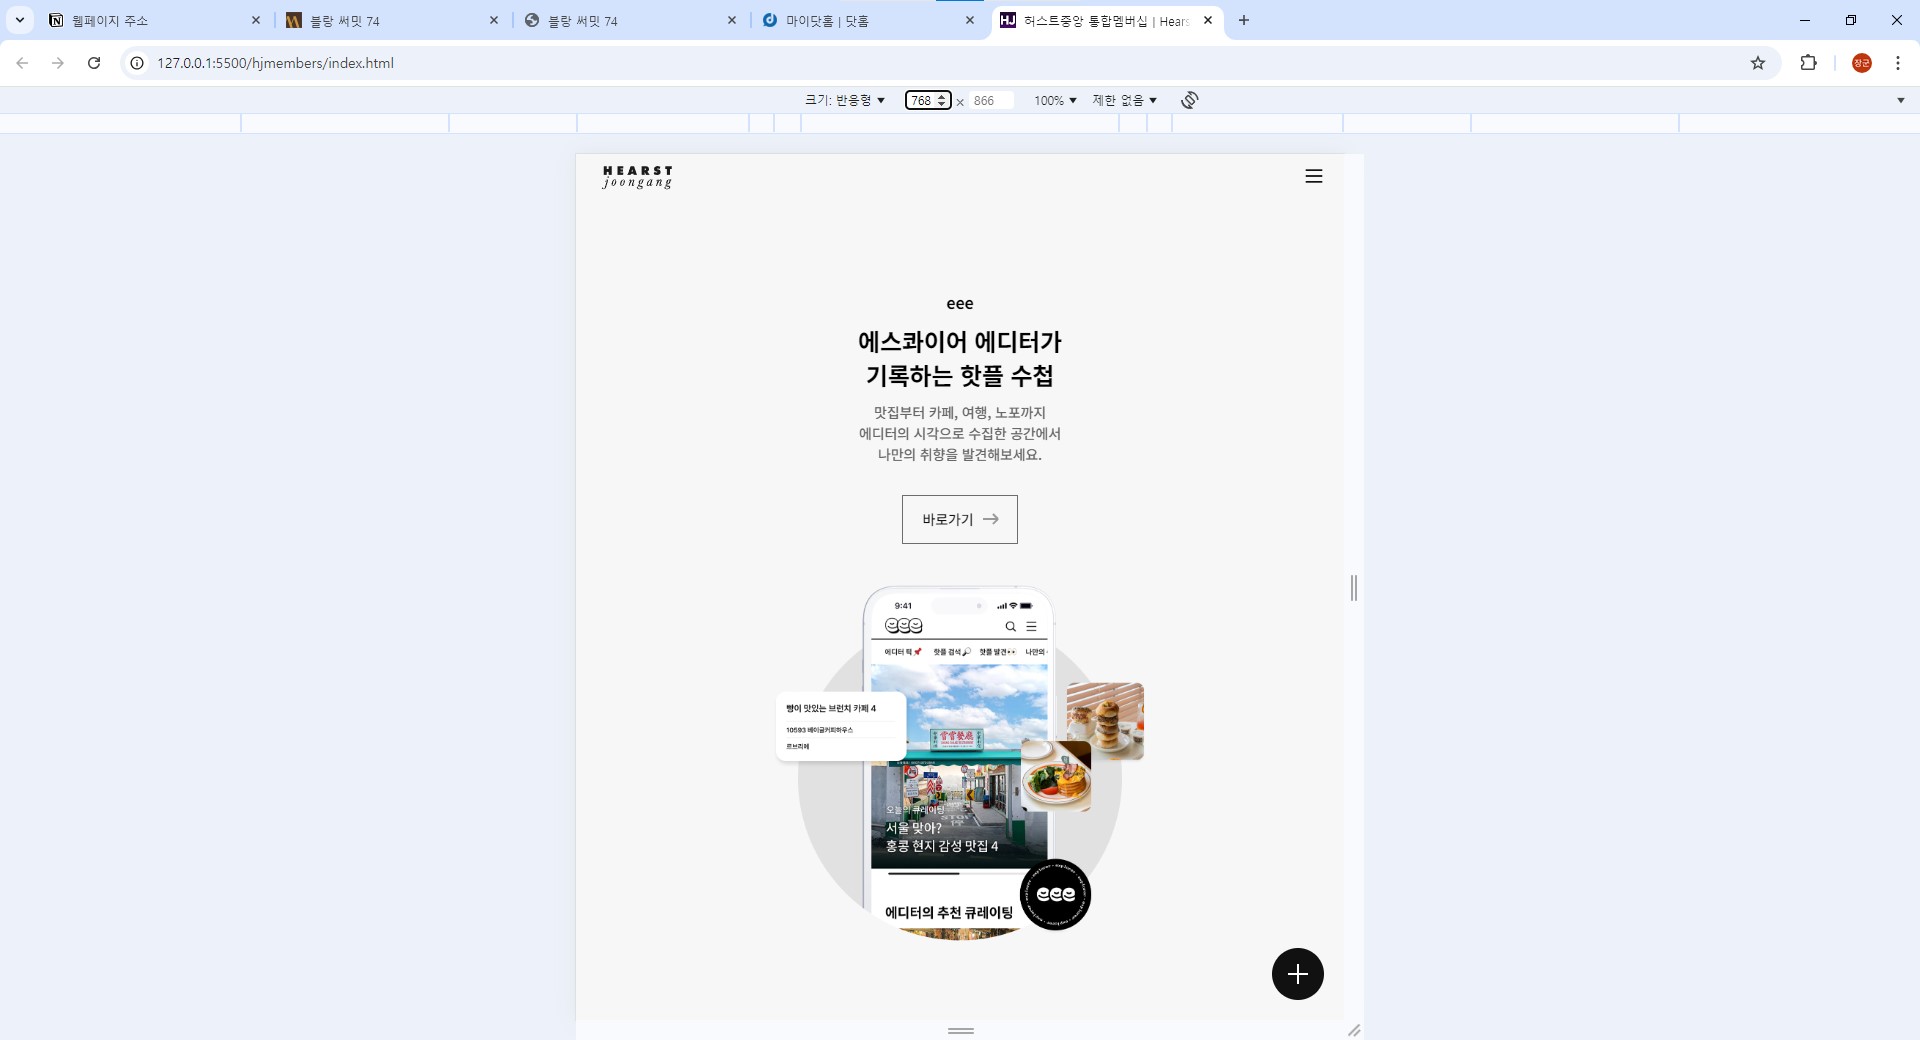 웹페이지 주소
블랑 써밋 74
블랑 써밋 74
마이닷홈 | 닷홈
허스트중앙 통합멤버십 | Hears
127.0.0.1:5500/hjmembers/index.html
장군
크기: 반응형
768
×
866
100%
제한 없음
HEARST
joongang
eee
에스콰이어 에디터가
기록하는 핫플 수첩
맛집부터 카페, 여행, 노포까지
에디터의 시각으로 수집한 공간에서
나만의 취향을 발견해보세요.
바로가기
9:41
eee
에디터 픽
핫플 검색
핫플 발견
나만의
빵이 맛있는 브런치 카페 4
10593 베이글커피하우스
르브리에
오늘의 큐레이팅
서울 맞아?
홍콩 현지 감성 맛집 4
eee
에디터의 추천 큐레이팅